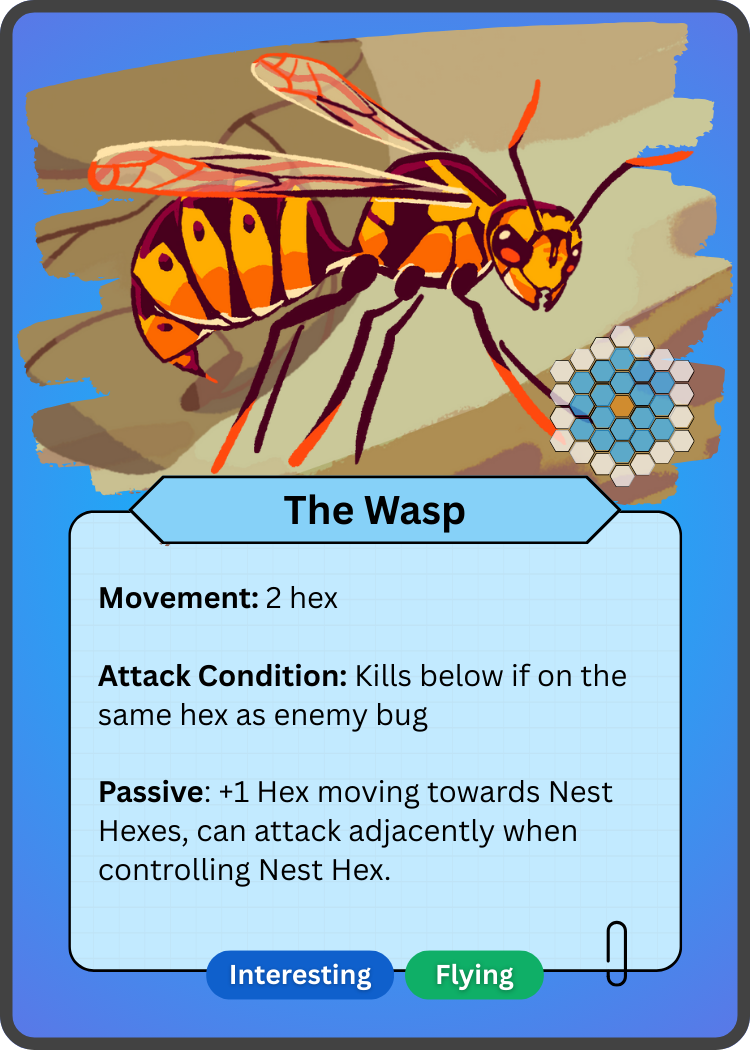 The Wasp
Movement: 2 hex
Attack Condition: Kills below if on the
same hex as enemy bug
Passive: +1 Hex moving towards Nest
Hexes, can attack adjacently when
controlling Nest Hex.
Interesting
Flying